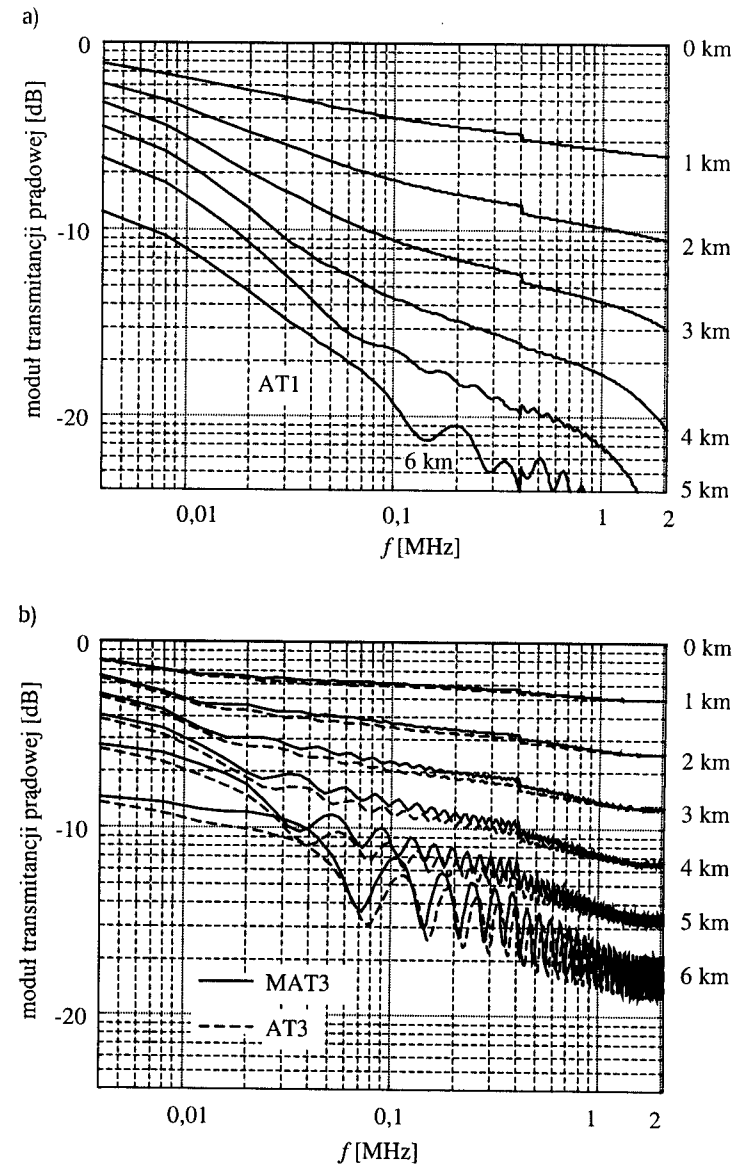 a)
moduł transmitancji prądowej [dB]
0
-10
-20
0 km
1 km
2 km
3 km
4 km
5 km
AT1
6 km
0,01
0,1
1
2
f [MHz]
b)
moduł transmitancji prądowej [dB]
0
-10
-20
0 km
1 km
2 km
3 km
4 km
5 km
6 km
MAT3
AT3
0,01
0,1
1
2
f [MHz]